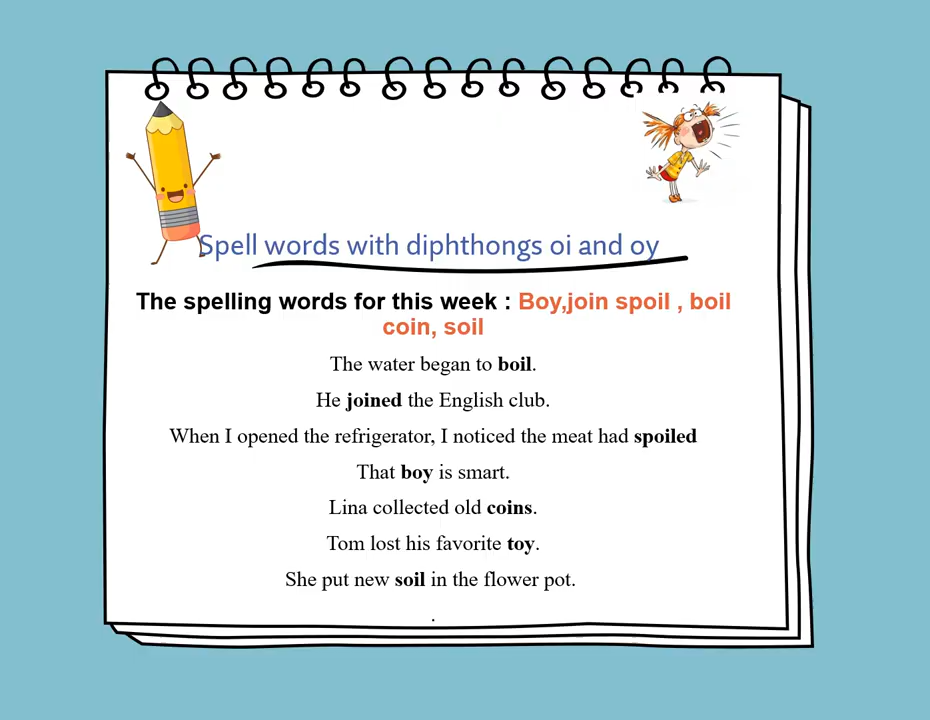 Spell words with diphthongs oi and oy
The spelling words for this week : Boy,join spoil , boil
coin, soil
The water began to boil.
He joined the English club.
When I opened the refrigerator, I noticed the meat had spoiled
That boy is smart.
Lina collected old coins.
Tom lost his favorite toy.
She put new soil in the flower pot.
.